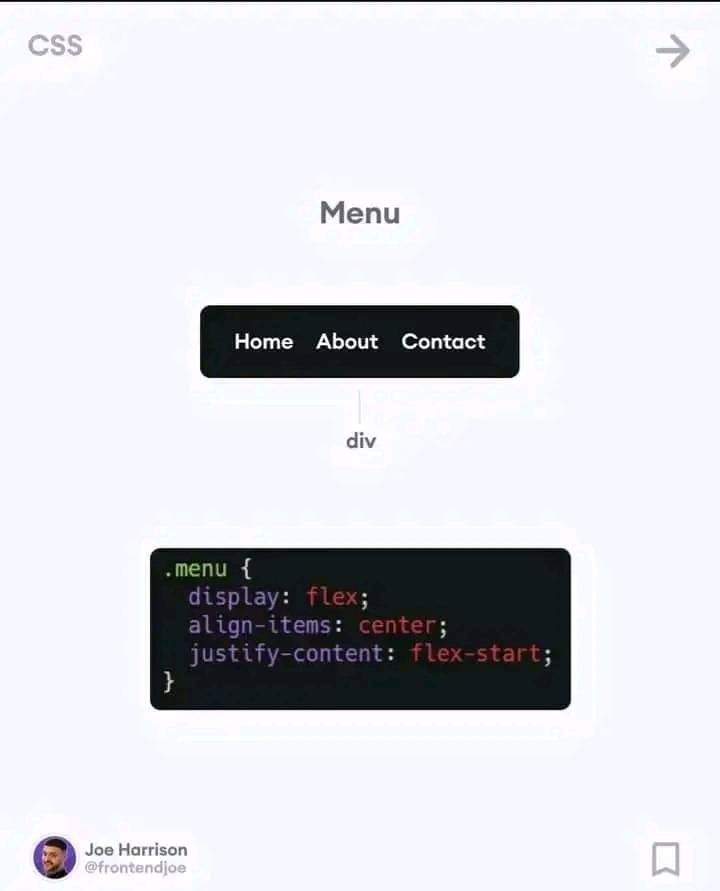 CSS
Menu
Home About Contact
div
.menu {
  display: flex;
  align-items: center;
  justify-content: flex-start;
}
Joe Harrison
@frontendjoe